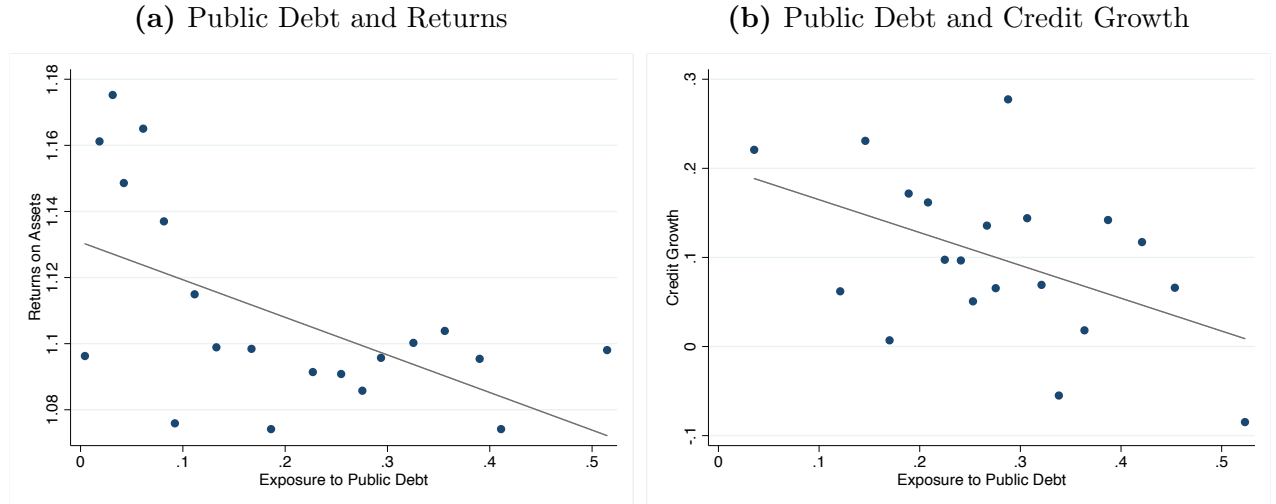 (a) Public Debt and Returns
Returns on Assets
1.18
1.16
1.14
1.12
1.1
1.08
0 .1 .2 .3 .4 .5
Exposure to Public Debt
(b) Public Debt and Credit Growth
Credit Growth
.3
.2
.1
0
-.1
0 .1 .2 .3 .4 .5
Exposure to Public Debt